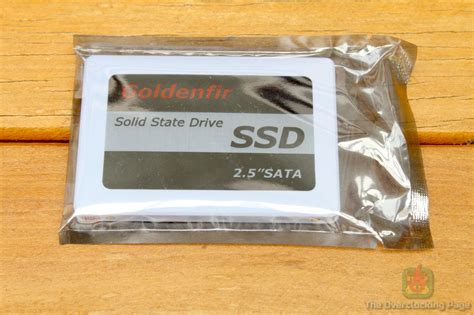 Goldenfir
Solid State Drive
SSD
2.5"SATA
The Overclocking Page